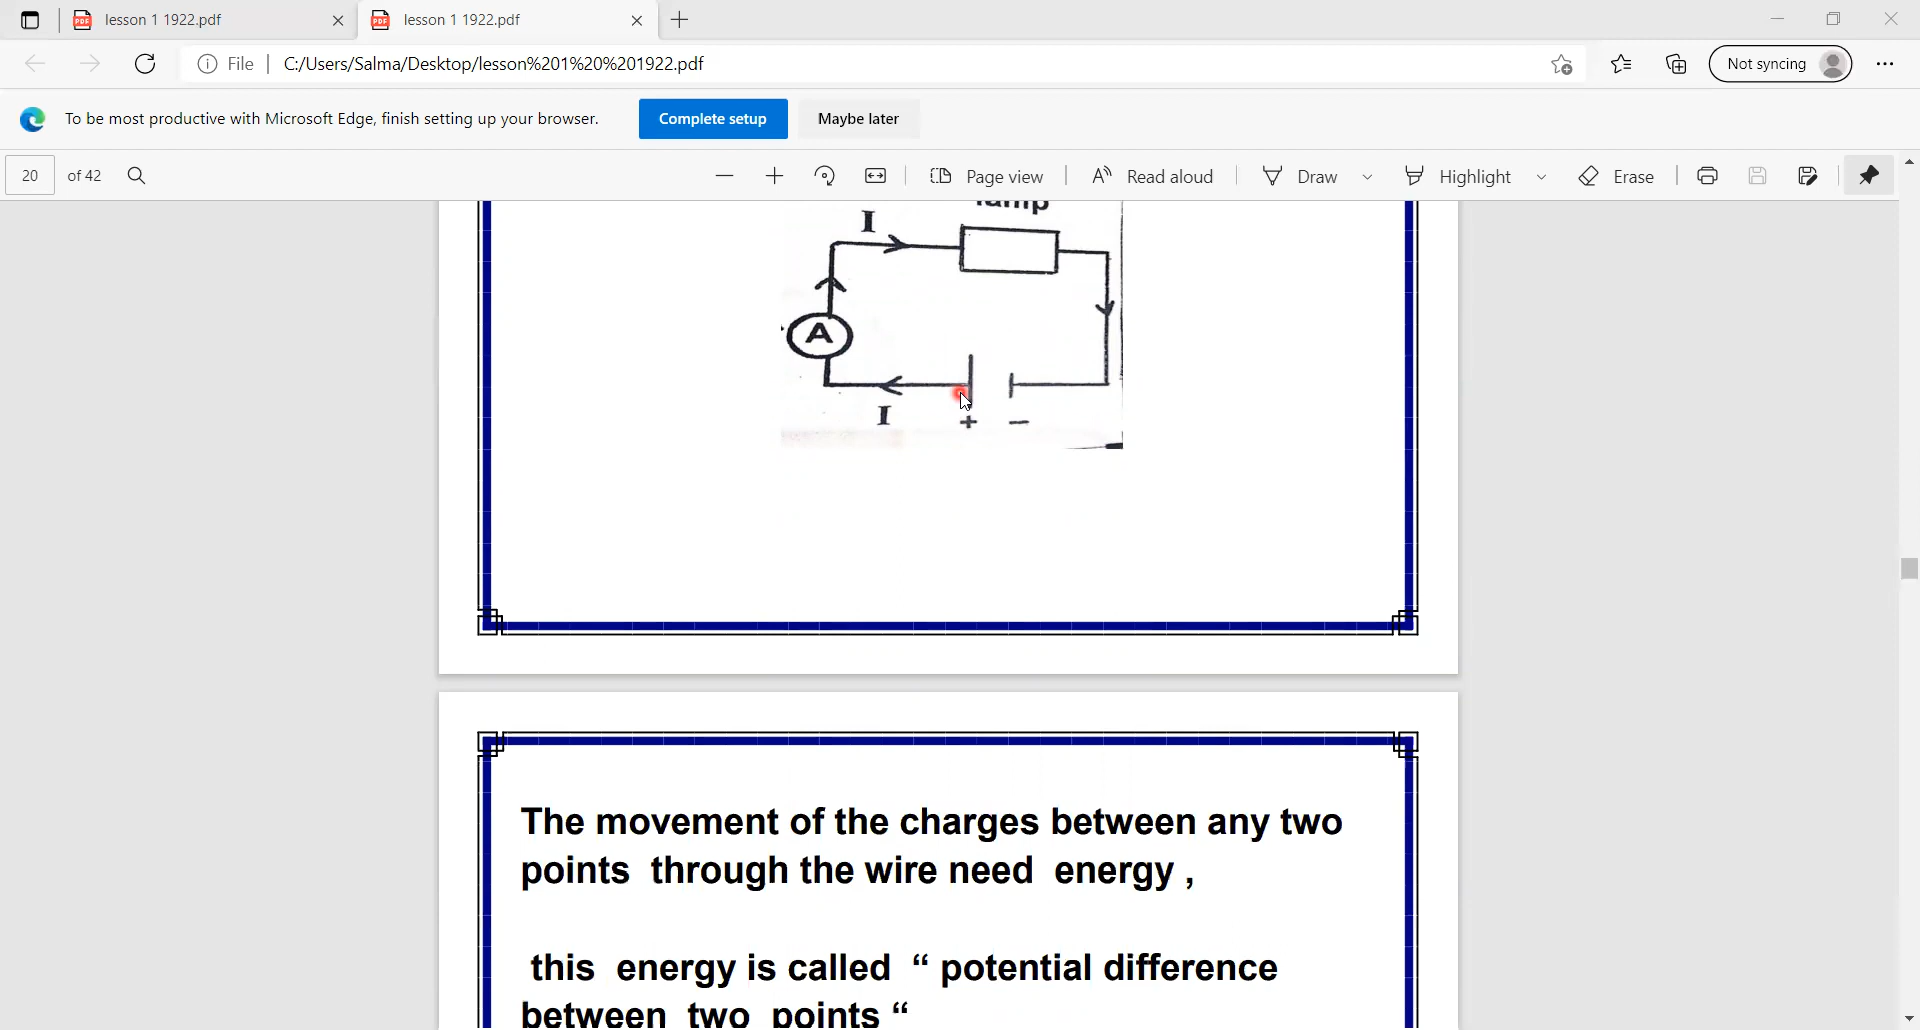 lesson 1 1922.pdf
lesson 1 1922.pdf
File
C:/Users/Salma/Desktop/lesson%201%20%201922.pdf
Not syncing
To be most productive with Microsoft Edge, finish setting up your browser.
Complete setup
Maybe later
20 of 42
Page view
Read aloud
Draw
Highlight
Erase
lamp
I
A
I
+ −
The movement of the charges between any two
points through the wire need energy ,
this energy is called “ potential difference
between two points “